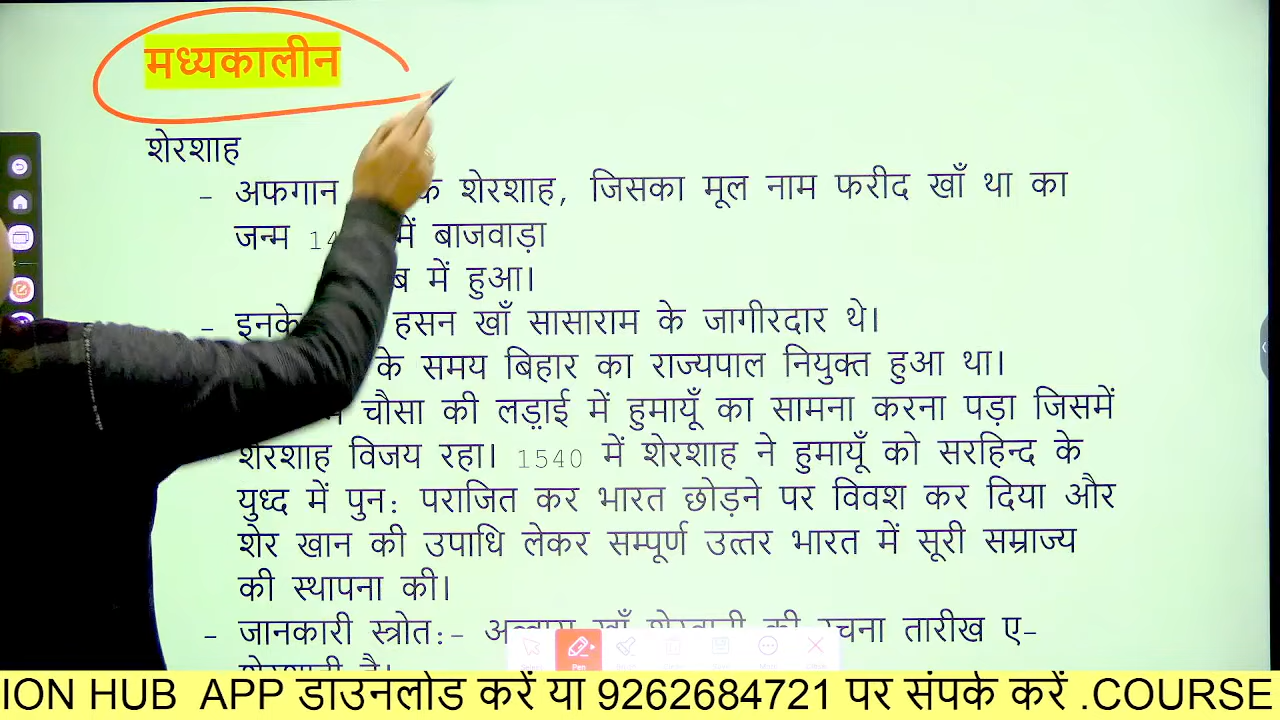 मध्यकालीन
शेरशाह
- अफगान शेरशाह, जिसका मूल नाम फरीद खाँ था का
जन्म में बाजवाड़ा
में हुआ।
- इनके हसन खाँ सासाराम के जागीरदार थे।
के समय बिहार का राज्यपाल नियुक्त हुआ था।
चौसा की लड़ाई में हुमायूँ का सामना करना पड़ा जिसमें
शेरशाह विजय रहा। 1540 में शेरशाह ने हुमायूँ को सरहिन्द के
युध्द में पुनः पराजित कर भारत छोड़ने पर विवश कर दिया और
शेर खान की उपाधि लेकर सम्पूर्ण उत्तर भारत में सूरी सम्राज्य
की स्थापना की।
- जानकारी स्त्रोत:- रचना तारीख ए-
Pen
ION HUB APP डाउनलोड करें या 9262684721 पर संपर्क करें .COURSE